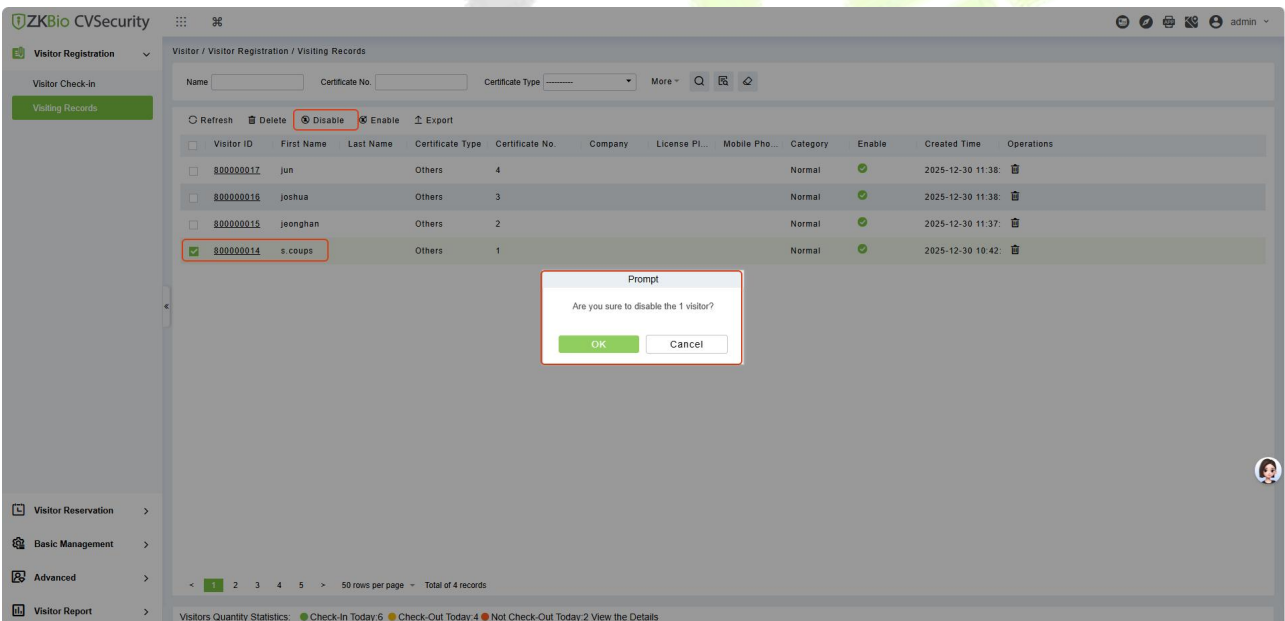 ZKBio CVSecurity
admin
Visitor Registration
Visitor / Visitor Registration / Visiting Records
Visitor Check-in
Name Certificate No. Certificate Type ---------- More
Visiting Records
Refresh Delete Disable Enable Export
Visitor ID First Name Last Name Certificate Type Certificate No. Company License Pl... Mobile Pho... Category Enable Created Time Operations
800000017 jun Others 4 Normal 2025-12-30 11:38:
800000016 joshua Others 3 Normal 2025-12-30 11:38:
800000015 jeonghan Others 2 Normal 2025-12-30 11:37:
800000014 s.coups Others 1 Normal 2025-12-30 10:42:
Prompt
Are you sure to disable the 1 visitor?
OK Cancel
Visitor Reservation
Basic Management
Advanced
< 1 2 3 4 5 > 50 rows per page Total of 4 records
Visitor Report
Visitors Quantity Statistics: Check-In Today:6 Check-Out Today:4 Not Check-Out Today:2 View the Details